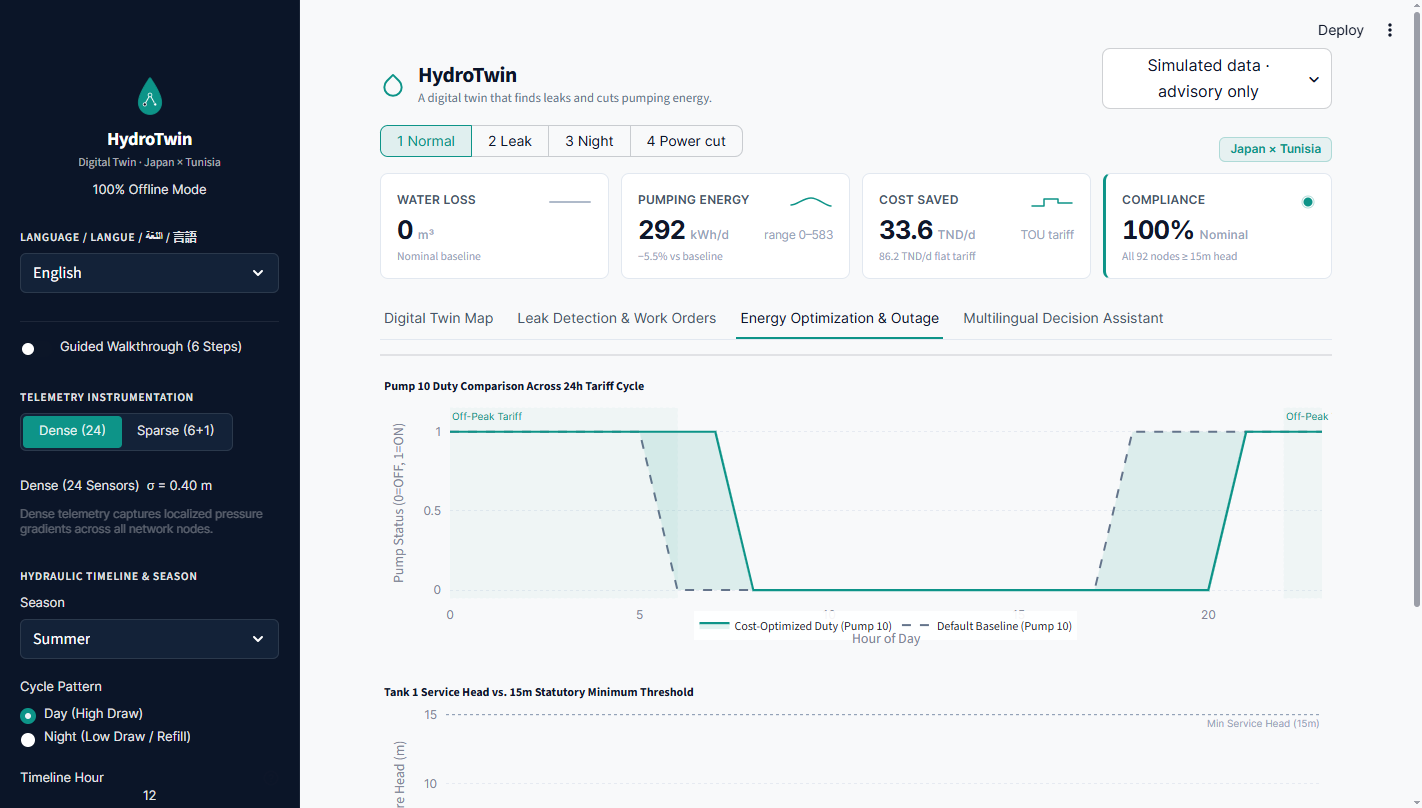 Deploy
HydroTwin
Digital Twin · Japan × Tunisia
100% Offline Mode
LANGUAGE / LANGUE / اللغة / 言語
English
Guided Walkthrough (6 Steps)
TELEMETRY INSTRUMENTATION
Dense (24)
Sparse (6+1)
Dense (24 Sensors) σ = 0.40 m
Dense telemetry captures localized pressure
gradients across all network nodes.
HYDRAULIC TIMELINE & SEASON
Season
Summer
Cycle Pattern
Day (High Draw)
Night (Low Draw / Refill)
Timeline Hour
12
HydroTwin
A digital twin that finds leaks and cuts pumping energy.
Simulated data ·
advisory only
1 Normal
2 Leak
3 Night
4 Power cut
Japan × Tunisia
WATER LOSS
0 m³
Nominal baseline
PUMPING ENERGY
292 kWh/d
range 0–583
−5.5% vs baseline
COST SAVED
33.6 TND/d
TOU tariff
86.2 TND/d flat tariff
COMPLIANCE
100% Nominal
All 92 nodes ≥ 15m head
Digital Twin Map
Leak Detection & Work Orders
Energy Optimization & Outage
Multilingual Decision Assistant
Pump 10 Duty Comparison Across 24h Tariff Cycle
Off-Peak Tariff
Off-Peak
Pump Status (0=OFF, 1=ON)
1
0.5
0
0
5
20
Cost-Optimized Duty (Pump 10)
Default Baseline (Pump 10)
Hour of Day
Tank 1 Service Head vs. 15m Statutory Minimum Threshold
15
Min Service Head (15m)
10
re Head (m)